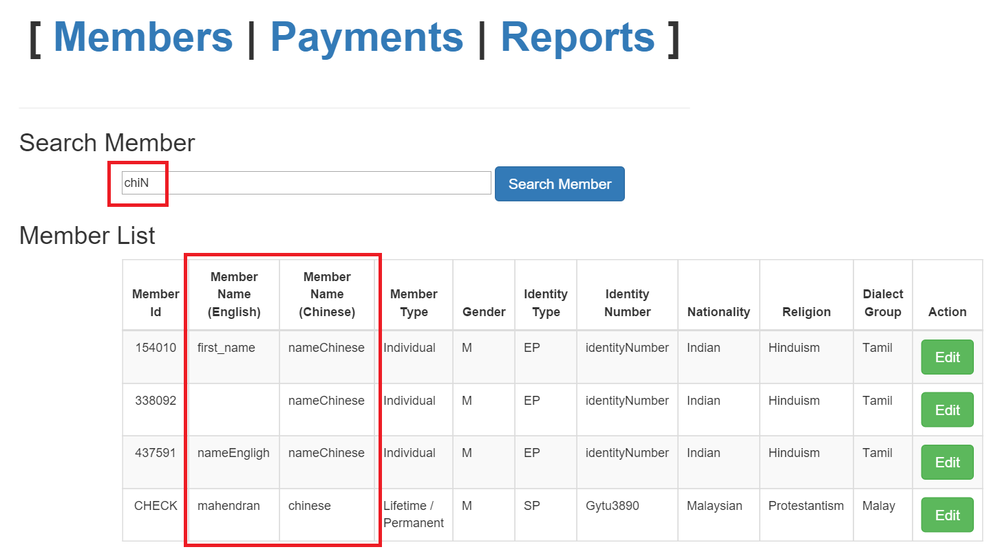 [ Members | Payments | Reports ]
Search Member
chiN Search Member
Member List
Member Id Member Name (English) Member Name (Chinese) Member Type Gender Identity Type Identity Number Nationality Religion Dialect Group Action
154010 first_name nameChinese Individual M EP identityNumber Indian Hinduism Tamil Edit
338092 nameChinese Individual M EP identityNumber Indian Hinduism Tamil Edit
437591 nameEngligh nameChinese Individual M EP identityNumber Indian Hinduism Tamil Edit
CHECK mahendran chinese Lifetime / Permanent M SP Gytu3890 Malaysian Protestantism Malay Edit